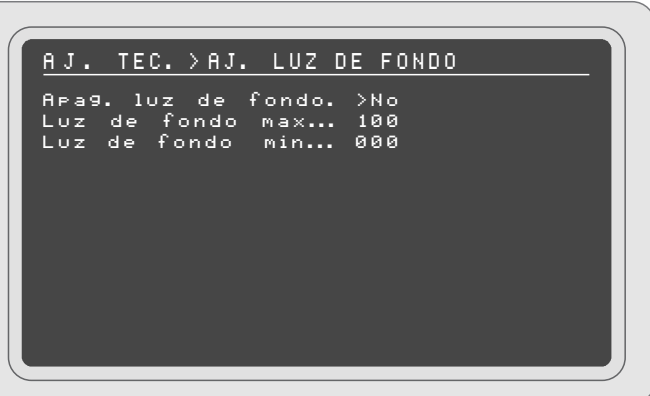 AJ. TEC. >AJ. LUZ DE FONDO
Apag. luz de fondo. >No
Luz de fondo max... 100
Luz de fondo min... 000